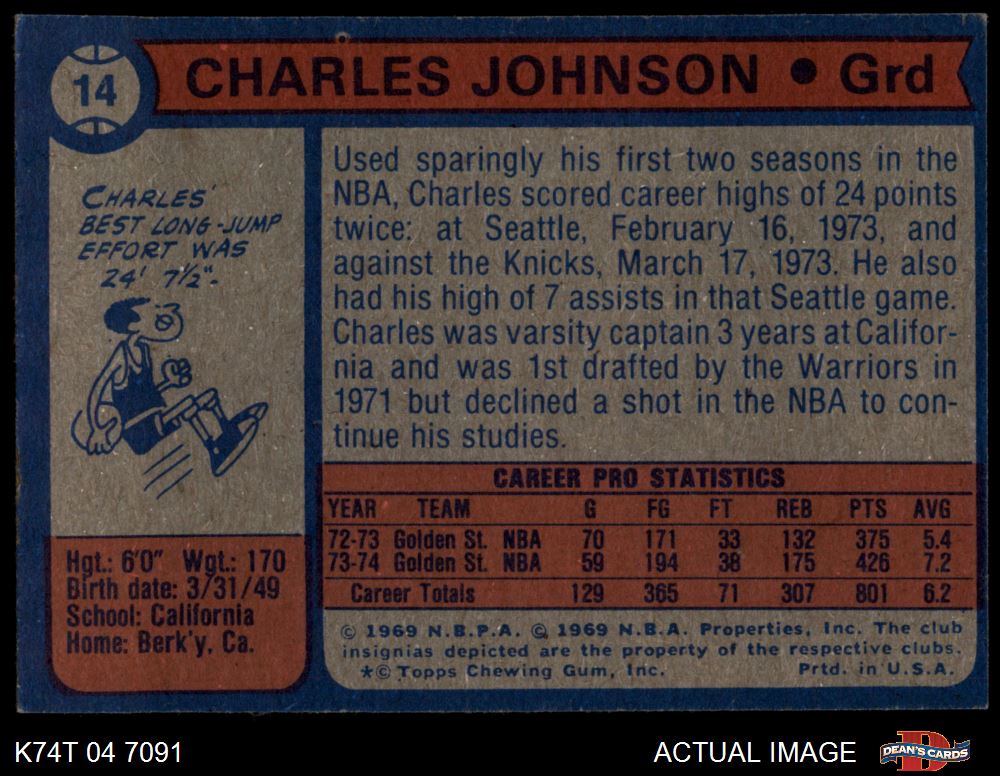 14
CHARLES JOHNSON • Grd
CHARLES'
BEST LONG-JUMP
EFFORT WAS
24' 7½".
Used sparingly his first two seasons in the
NBA, Charles scored career highs of 24 points
twice: at Seattle, February 16, 1973, and
against the Knicks, March 17, 1973. He also
had his high of 7 assists in that Seattle game.
Charles was varsity captain 3 years at Califor-
nia and was 1st drafted by the Warriors in
1971 but declined a shot in the NBA to con-
tinue his studies.
Hgt.: 6'0" Wgt.: 170
Birth date: 3/31/49
School: California
Home: Berk'y, Ca.
CAREER PRO STATISTICS
YEAR TEAM G FG FT REB PTS AVG
72-73 Golden St. NBA 70 171 33 132 375 5.4
73-74 Golden St. NBA 59 194 38 175 426 7.2
Career Totals 129 365 71 307 801 6.2
© 1969 N.B.P.A. © 1969 N.B.A. Properties, Inc. The club
insignias depicted are the property of the respective clubs.
*© Topps Chewing Gum, Inc. Prtd. in U.S.A.
K74T 04 7091
ACTUAL IMAGE
D
DEAN'S CARDS